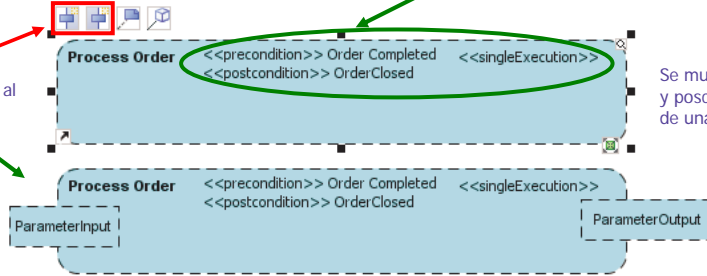 Process Order
<<precondition>> Order Completed
<<singleExecution>>
<<postcondition>> OrderClosed
al
Se mu
y posc
de una
Process Order
<<precondition>> Order Completed
<<singleExecution>>
<<postcondition>> OrderClosed
ParameterInput
ParameterOutput